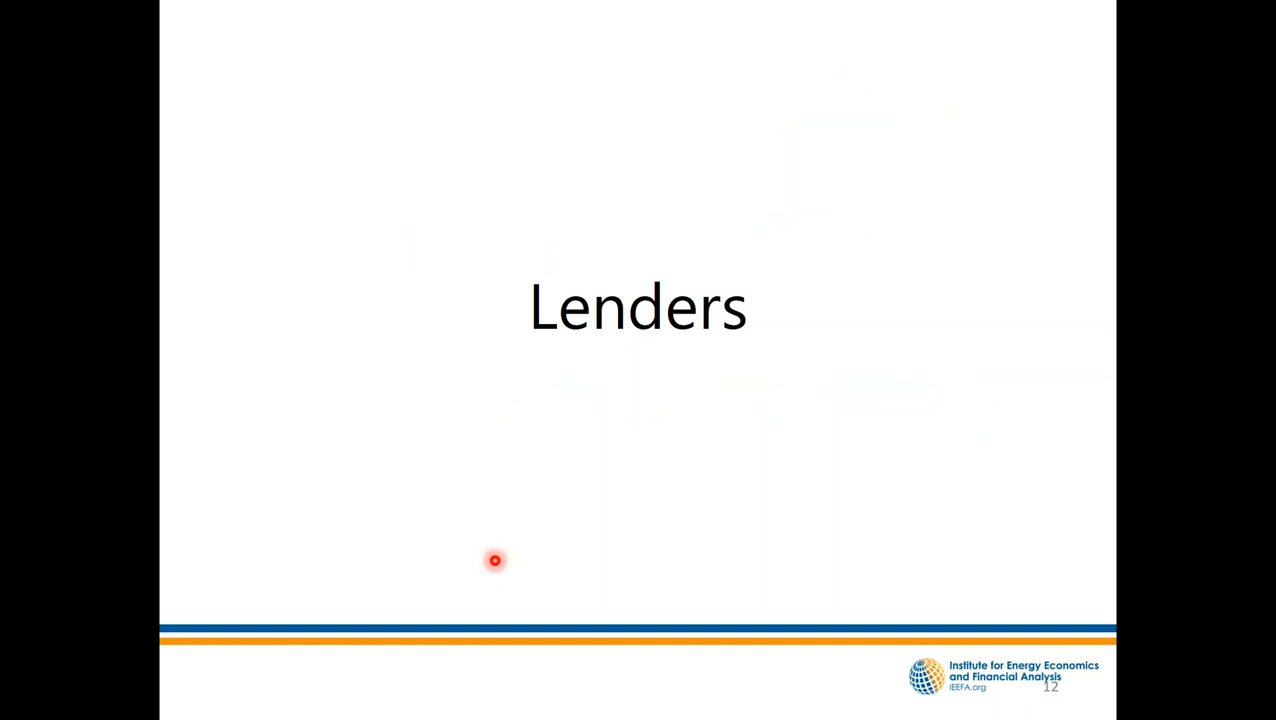 Lenders
Institute for Energy Economics
and Financial Analysis
IEEFA.org
12